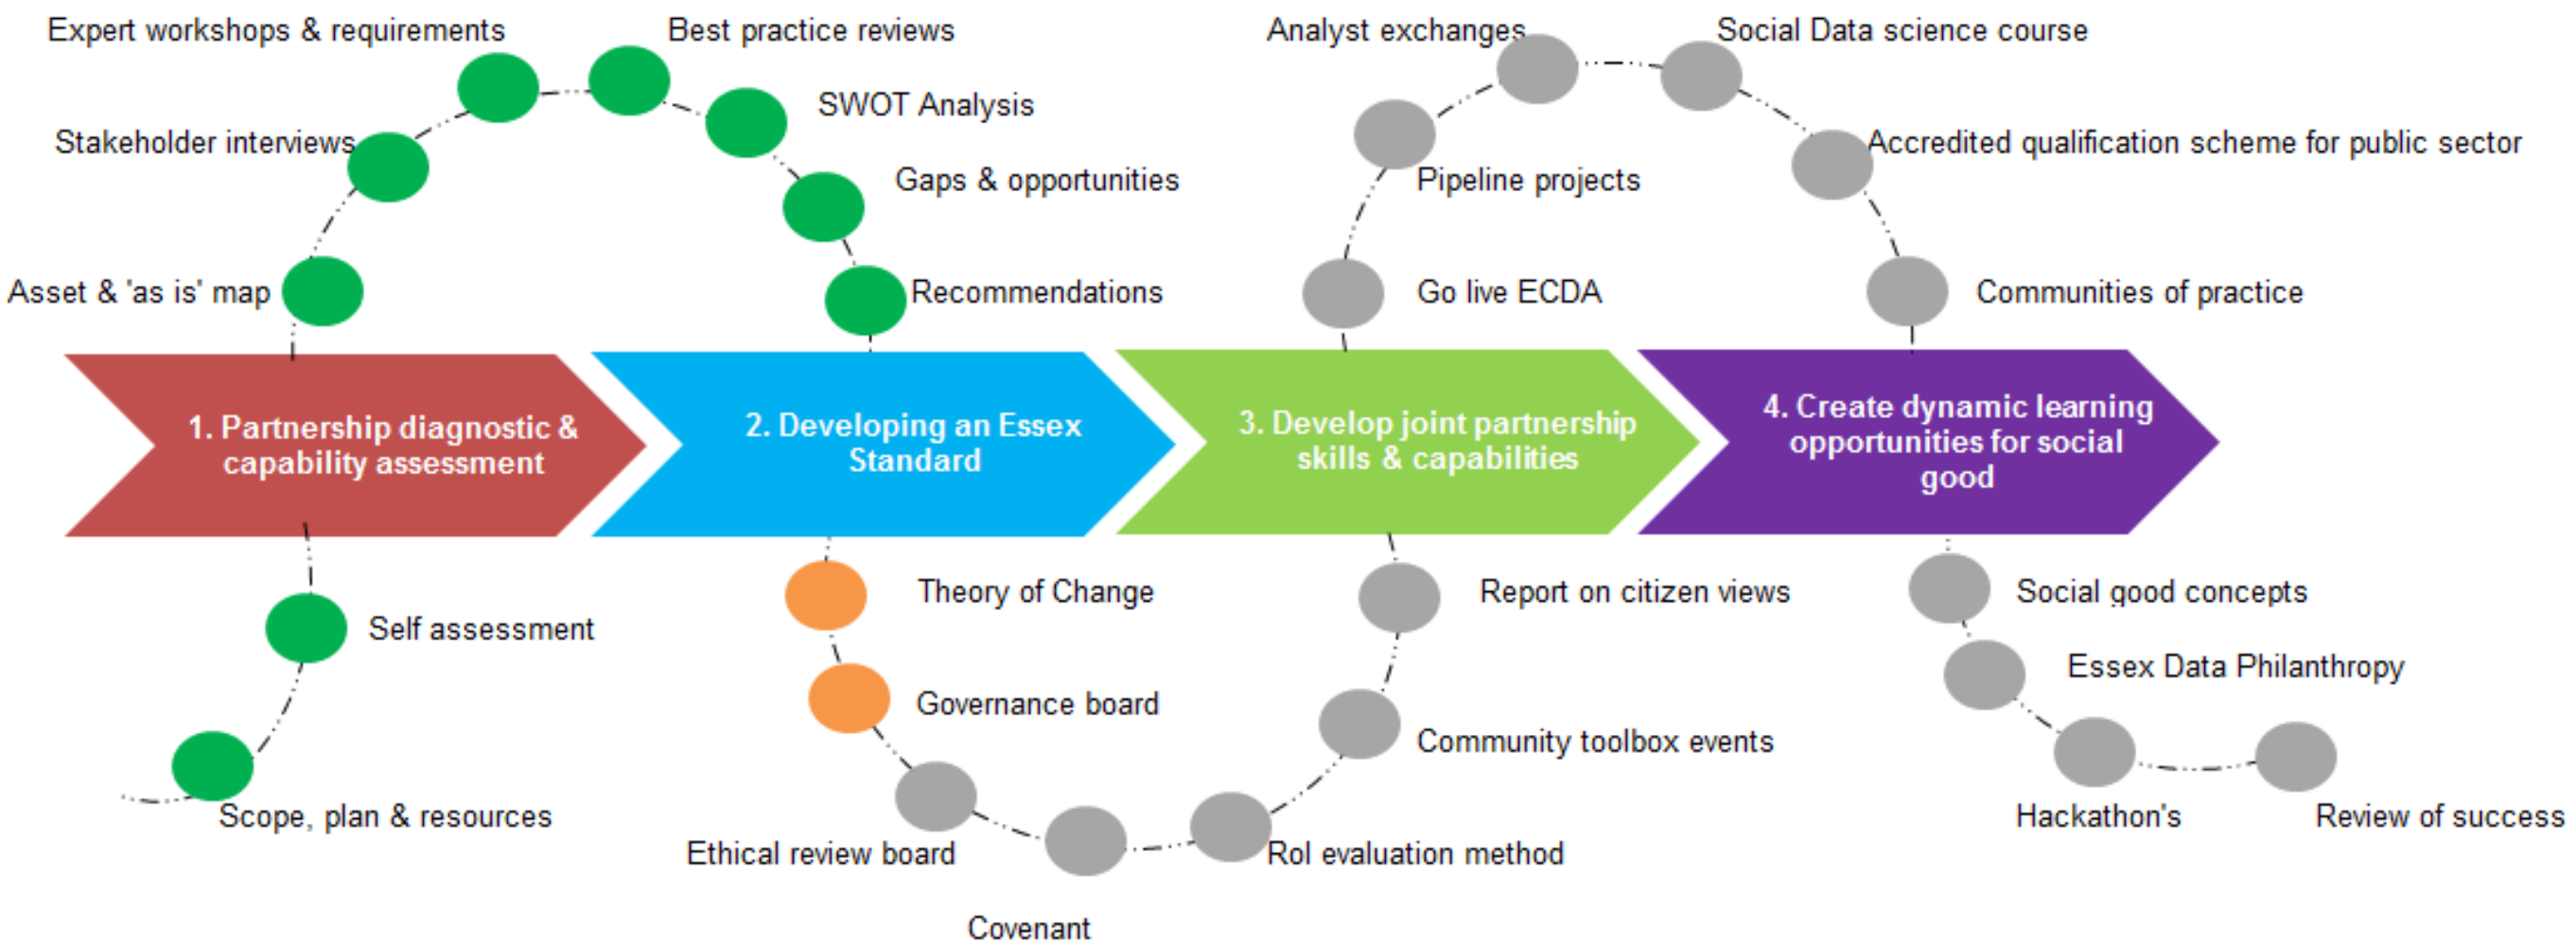 Expert workshops & requirements
Best practice reviews
Analyst exchanges
Social Data science course
SWOT Analysis
Stakeholder interviews
Accredited qualification scheme for public sector
Gaps & opportunities
Pipeline projects
Asset & 'as is' map
Recommendations
Go live ECDA
Communities of practice
1. Partnership diagnostic &
capability assessment
2. Developing an Essex
Standard
3. Develop joint partnership
skills & capabilities
4. Create dynamic learning
opportunities for social
good
Self assessment
Theory of Change
Report on citizen views
Social good concepts
Essex Data Philanthropy
Governance board
Community toolbox events
Scope, plan & resources
Hackathon's
Review of success
Ethical review board
RoI evaluation method
Covenant